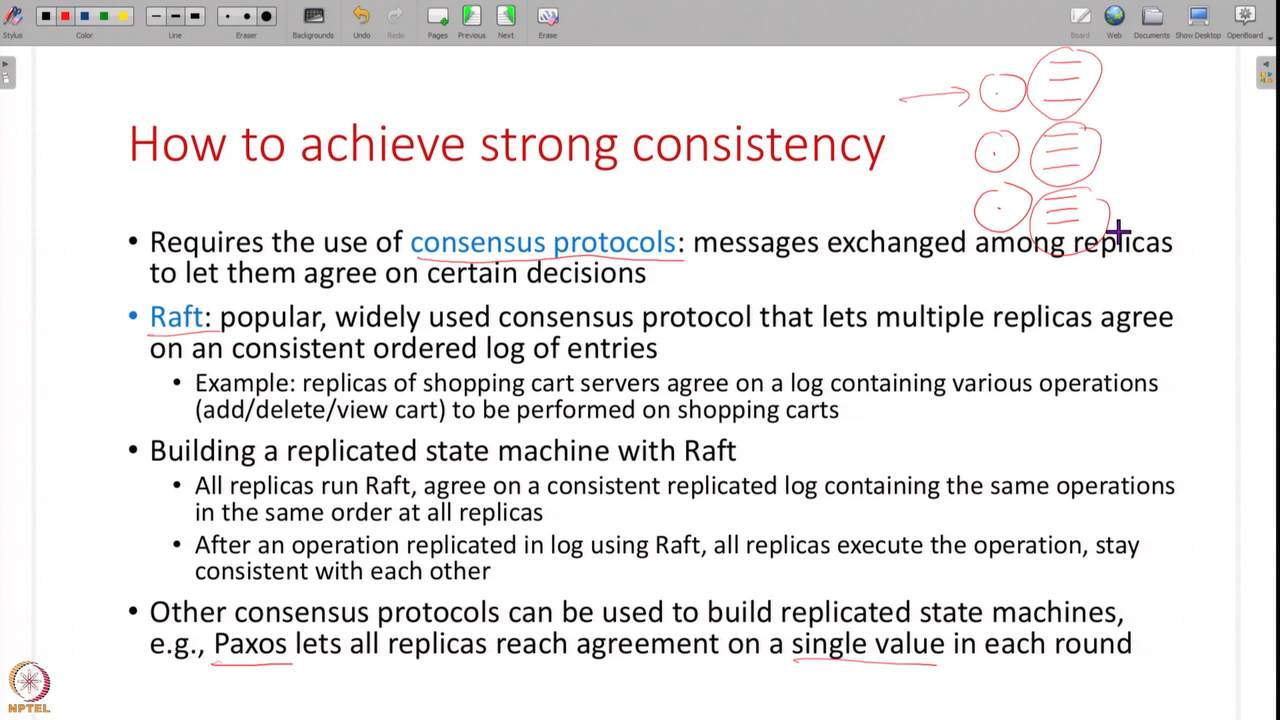 Stylus
Color
Line
Eraser
Backgrounds
Undo
Redo
Pages
Previous
Next
Erase
Board
Web
Documents
Show Desktop
OpenBoard
How to achieve strong consistency
• Requires the use of consensus protocols: messages exchanged among replicas
to let them agree on certain decisions
• Raft: popular, widely used consensus protocol that lets multiple replicas agree
on an consistent ordered log of entries
• Example: replicas of shopping cart servers agree on a log containing various operations
(add/delete/view cart) to be performed on shopping carts
• Building a replicated state machine with Raft
• All replicas run Raft, agree on a consistent replicated log containing the same operations
in the same order at all replicas
• After an operation replicated in log using Raft, all replicas execute the operation, stay
consistent with each other
• Other consensus protocols can be used to build replicated state machines,
e.g., Paxos lets all replicas reach agreement on a single value in each round
NPTEL